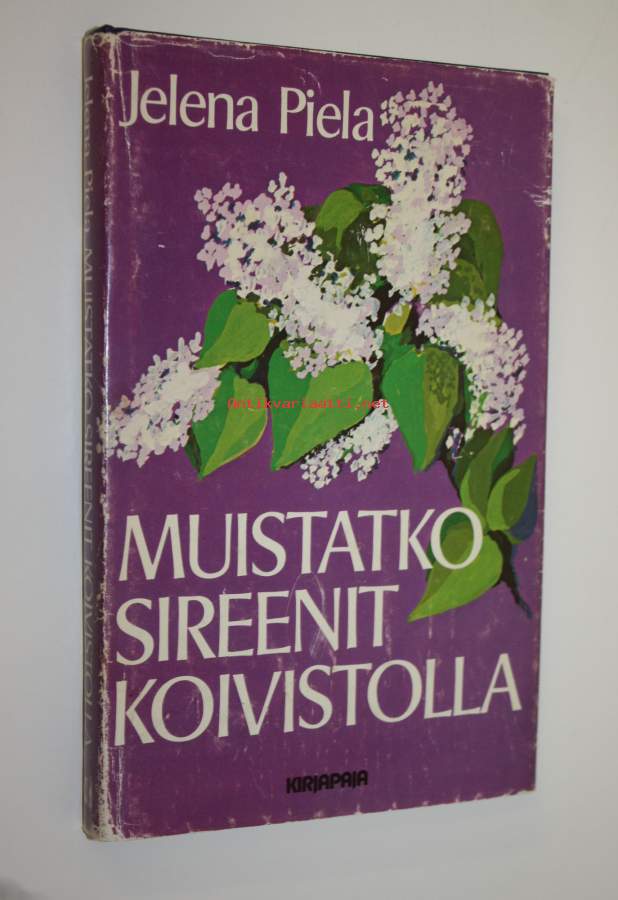 Jelena Piela
Antikvariaatti.net
MUISTATKO
SIREENIT
KOIVISTOLLA
KIRJAPAJA
Jelena Piela MUISTATKO SIREENIT KOIVISTOLLA